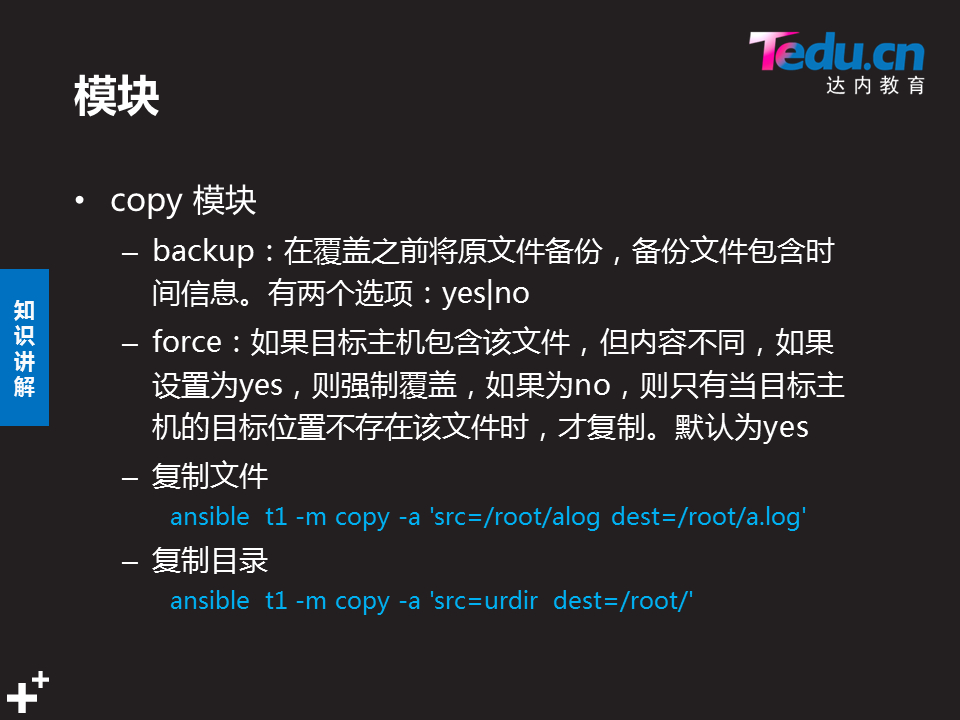 Tedu.cn
达内教育
模块
• copy 模块
– backup：在覆盖之前将原文件备份，备份文件包含时
间信息。有两个选项：yes|no
– force：如果目标主机包含该文件，但内容不同，如果
设置为yes，则强制覆盖，如果为no，则只有当目标主
机的目标位置不存在该文件时，才复制。默认为yes
– 复制文件
ansible  t1 -m copy -a 'src=/root/alog dest=/root/a.log'
– 复制目录
ansible  t1 -m copy -a 'src=urdir  dest=/root/'
知
识
讲
解